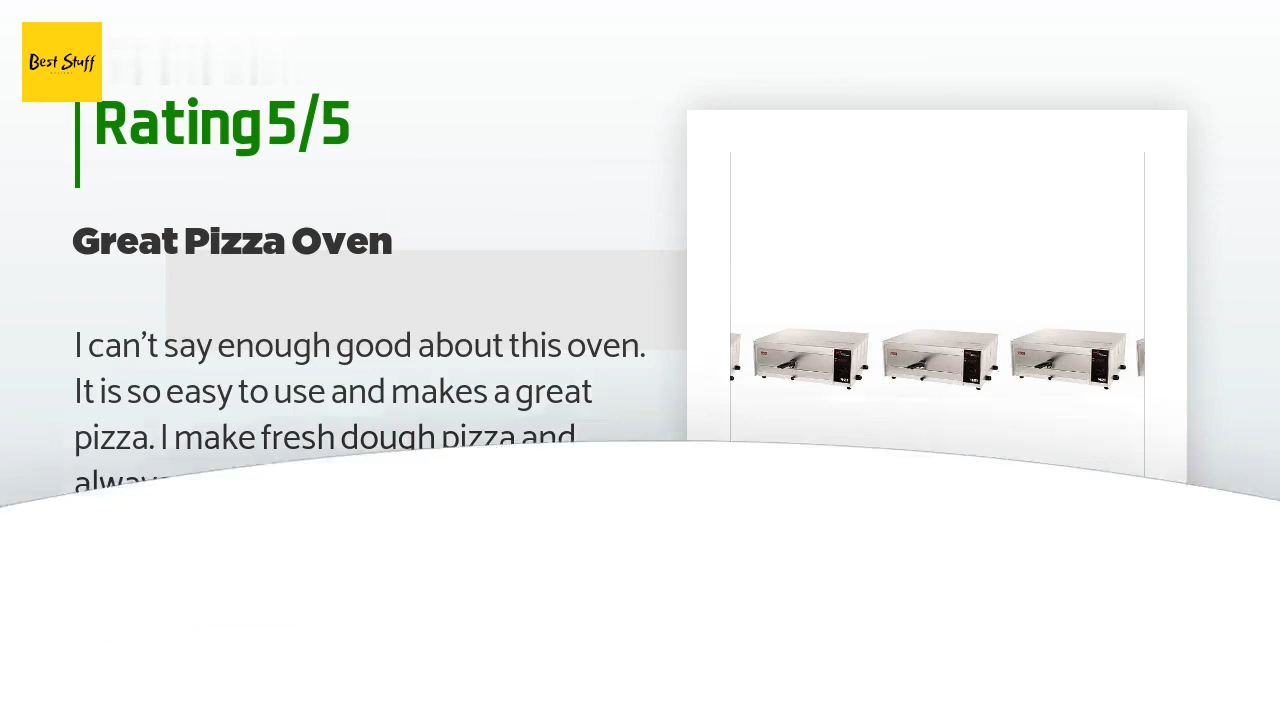 Best Stuff
Rating 5/5
Great Pizza Oven
I can't say enough good about this oven.
It is so easy to use and makes a great
pizza. I make fresh dough pizza and